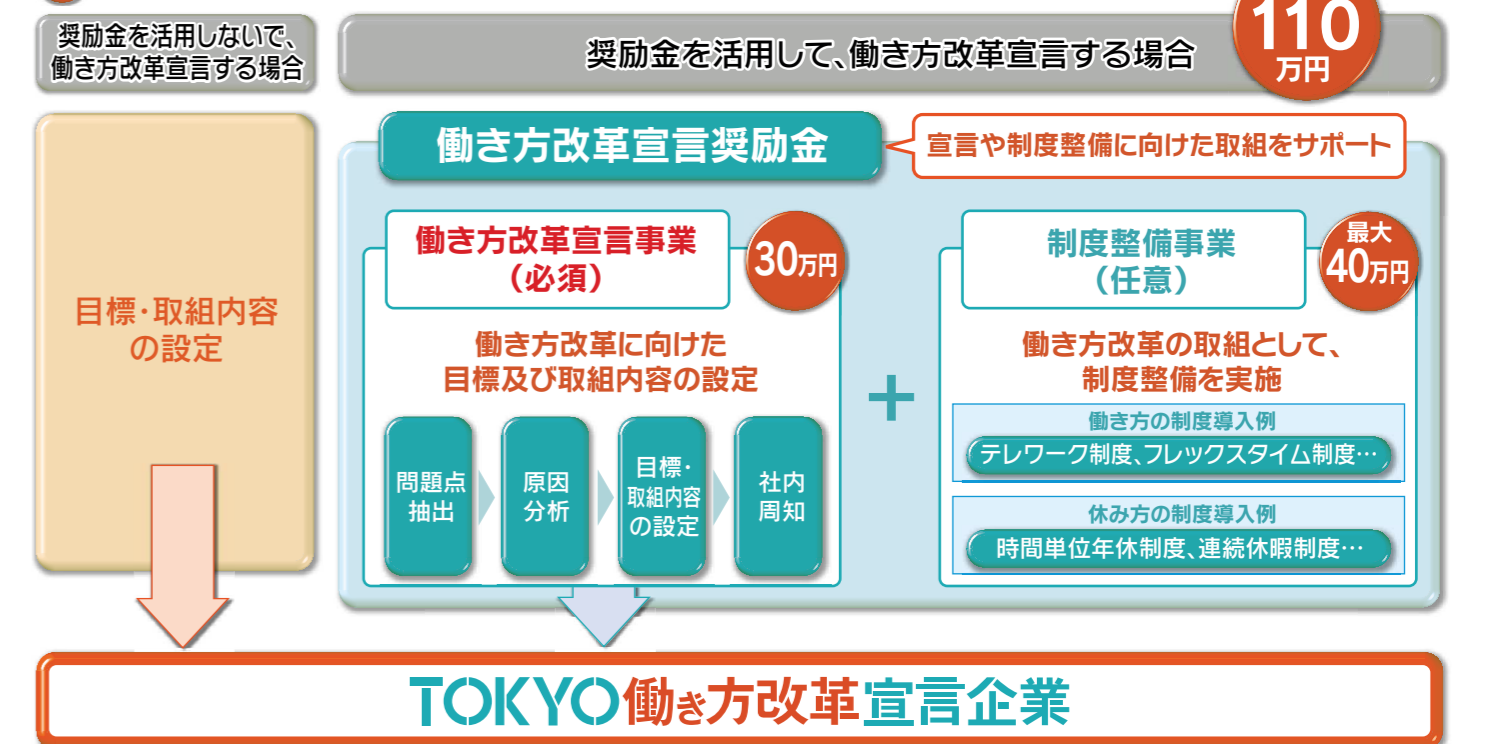 奨励金を活用しないで、
働き方改革宣言する場合
奨励金を活用して、働き方改革宣言する場合
110
万円
目標・取組内容
の設定
働き方改革宣言奨励金
宣言や制度整備に向けた取組をサポート
働き方改革宣言事業
（必須）
30万円
働き方改革に向けた
目標及び取組内容の設定
問題点
抽出
原因
分析
目標・
取組内容
の設定
社内
周知
+
制度整備事業
（任意）
最大
40万円
働き方改革の取組として、
制度整備を実施
働き方の制度導入例
テレワーク制度、フレックスタイム制度…
休み方の制度導入例
時間単位年休制度、連続休暇制度…
TOKYO働き方改革宣言企業